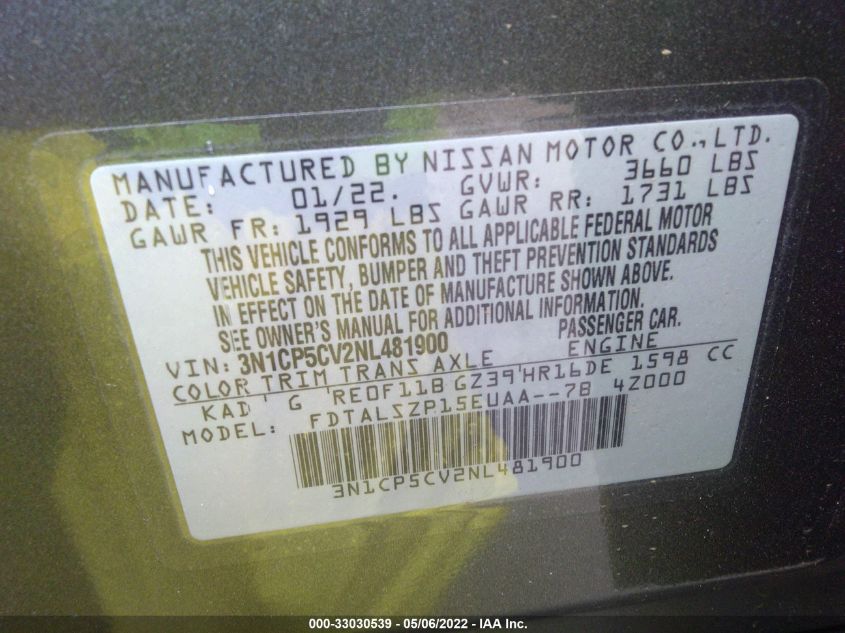 MANUFACTURED BY NISSAN MOTOR CO.,LTD.
DATE: 01/22. GVWR: 3660 LBS
GAWR FR: 1929 LBS GAWR RR: 1731 LBS
THIS VEHICLE CONFORMS TO ALL APPLICABLE FEDERAL MOTOR
VEHICLE SAFETY, BUMPER AND THEFT PREVENTION STANDARDS
IN EFFECT ON THE DATE OF MANUFACTURE SHOWN ABOVE.
SEE OWNER'S MANUAL FOR ADDITIONAL INFORMATION.
VIN: 3N1CP5CV2NL481900 PASSENGER CAR.
COLOR TRIM TRANS AXLE ENGINE
KAD G RE0F11B GZ39 HR16DE 1598 CC
MODEL: FDTALSZP15EUAA--7B 4Z000
3N1CP5CV2NL481900
000-33030539 - 05/06/2022 - IAA Inc.